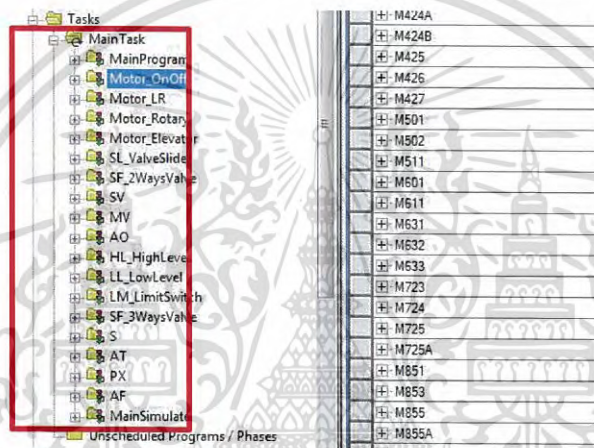 Tasks
MainTask
MainProgram
Motor_OnOff
Motor_LR
Motor_Rotary
Motor_Elevator
SL_ValveSlide
SF_2WaysValve
SV
MV
AO
HL_HighLevel
LL_LowLevel
LM_LimitSwitch
SF_3WaysValve
S
AT
PX
AF
MainSimulate
Unscheduled Programs / Phases
M424A
M424B
M425
M426
M427
M501
M502
M511
M601
M611
M631
M632
M633
M723
M724
M725
M725A
M851
M853
M855
M855A